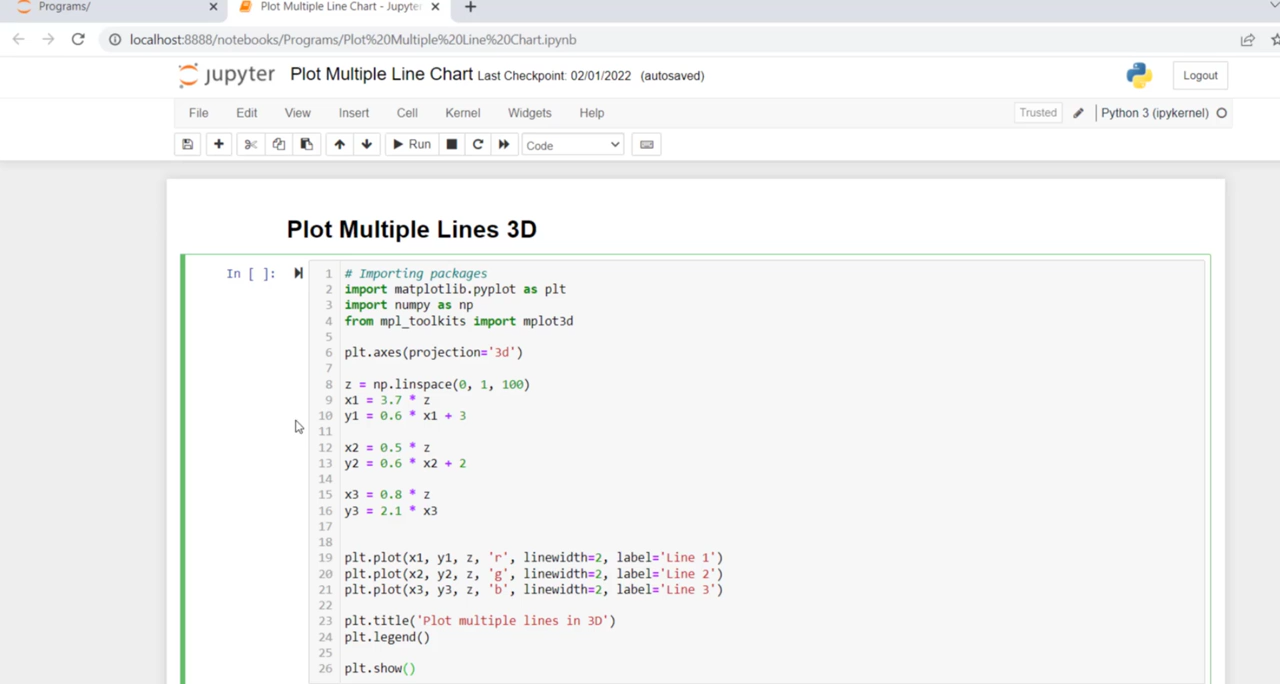 Programs/
Plot Multiple Line Chart - Jupyter
localhost:8888/notebooks/Programs/Plot%20Multiple%20Line%20Chart.ipynb
jupyter Plot Multiple Line Chart Last Checkpoint: 02/01/2022 (autosaved)
Logout
File Edit View Insert Cell Kernel Widgets Help
Trusted Python 3 (ipykernel)
Run Code
Plot Multiple Lines 3D
In [ ]:
1 # Importing packages
2 import matplotlib.pyplot as plt
3 import numpy as np
4 from mpl_toolkits import mplot3d
5
6 plt.axes(projection='3d')
7
8 z = np.linspace(0, 1, 100)
9 x1 = 3.7 * z
10 y1 = 0.6 * x1 + 3
11
12 x2 = 0.5 * z
13 y2 = 0.6 * x2 + 2
14
15 x3 = 0.8 * z
16 y3 = 2.1 * x3
17
18
19 plt.plot(x1, y1, z, 'r', linewidth=2, label='Line 1')
20 plt.plot(x2, y2, z, 'g', linewidth=2, label='Line 2')
21 plt.plot(x3, y3, z, 'b', linewidth=2, label='Line 3')
22
23 plt.title('Plot multiple lines in 3D')
24 plt.legend()
25
26 plt.show()